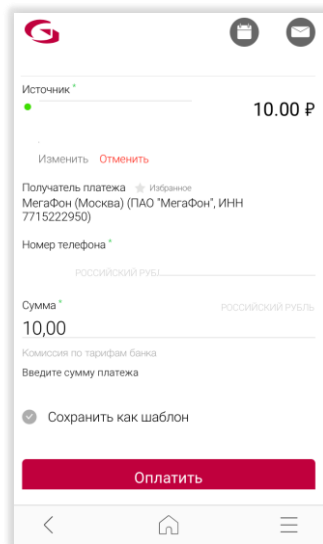 Источник *
10.00 ₽
Изменить Отменить
Получатель платежа Избранное
МегаФон (Москва) (ПАО "МегаФон", ИНН
7715222950)
Номер телефона *
РОССИЙСКИЙ РУБЛ
Сумма * РОССИЙСКИЙ РУБЛЬ
10,00
Комиссия по тарифам банка
Введите сумму платежа
Сохранить как шаблон
Оплатить